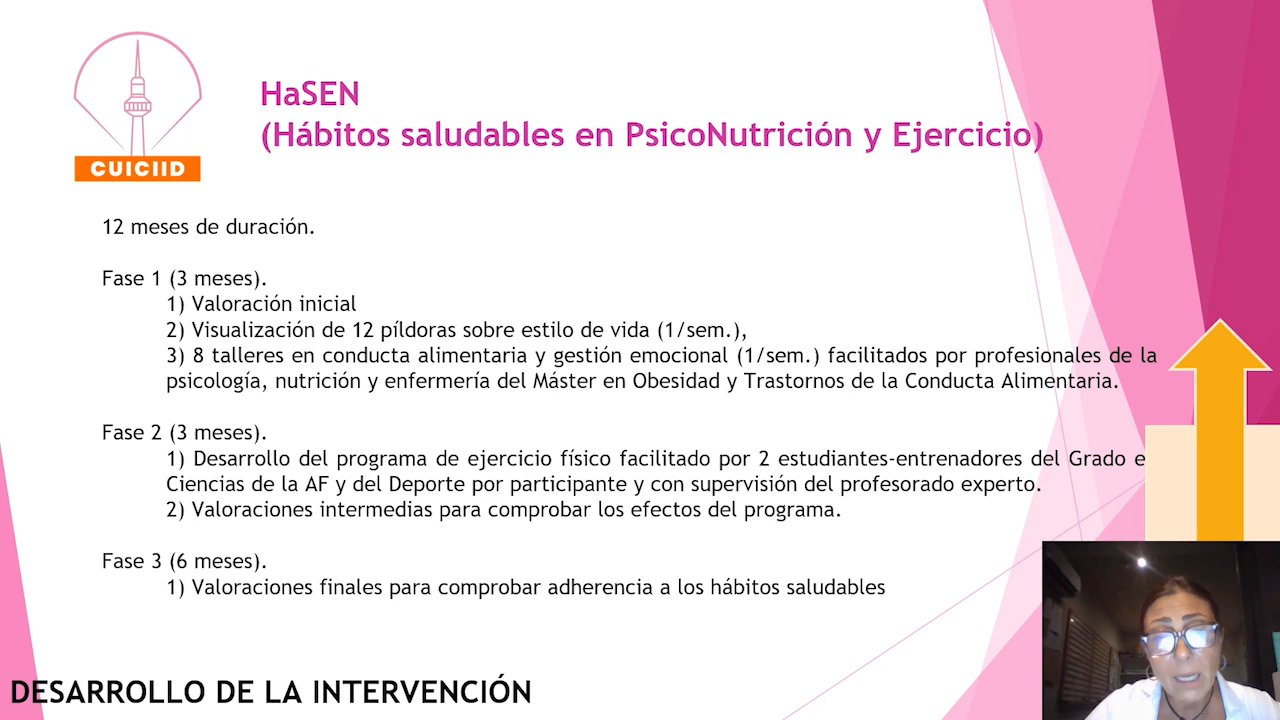 HaSEN
(Hábitos saludables en PsicoNutrición y Ejercicio)
CUICIID
12 meses de duración.
Fase 1 (3 meses).
1) Valoración inicial
2) Visualización de 12 píldoras sobre estilo de vida (1/sem.),
3) 8 talleres en conducta alimentaria y gestión emocional (1/sem.) facilitados por profesionales de la
psicología, nutrición y enfermería del Máster en Obesidad y Trastornos de la Conducta Alimentaria.
Fase 2 (3 meses).
1) Desarrollo del programa de ejercicio físico facilitado por 2 estudiantes-entrenadores del Grado e
Ciencias de la AF y del Deporte por participante y con supervisión del profesorado experto.
2) Valoraciones intermedias para comprobar los efectos del programa.
Fase 3 (6 meses).
1) Valoraciones finales para comprobar adherencia a los hábitos saludables
DESARROLLO DE LA INTERVENCIÓN